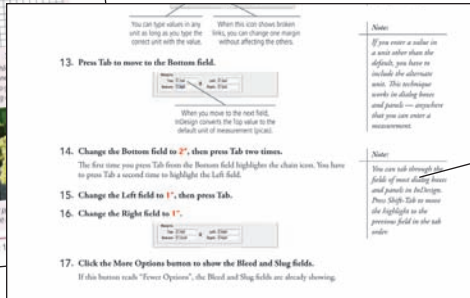 You can type values in any
unit as long as you type the
correct unit with the value.
When this icon shows broken
links, you can change one margin
without affecting the others.
13. Press Tab to move to the Bottom field.
When you move to the next field,
InDesign converts the Top value to the
default unit of measurement (picas).
14. Change the Bottom field to 2", then press Tab two times.
The first time you press Tab from the Bottom field highlights the chain icon. You have
to press Tab a second time to highlight the Left field.
15. Change the Left field to 1", then press Tab.
16. Change the Right field to 1".
17. Click the More Options button to show the Bleed and Slug fields.
If this button reads "Fewer Options", the Bleed and Slug fields are already showing.
Note:
If you enter a value in
a unit other than the
default, you have to
include the alternate
unit. This technique
works in dialog boxes
and panels — anywhere
that you can enter a
measurement.
Note:
You can tab through the
fields of most dialog boxes
and panels in InDesign.
Press Shift-Tab to move
the highlight to the
previous field in the tab
order.